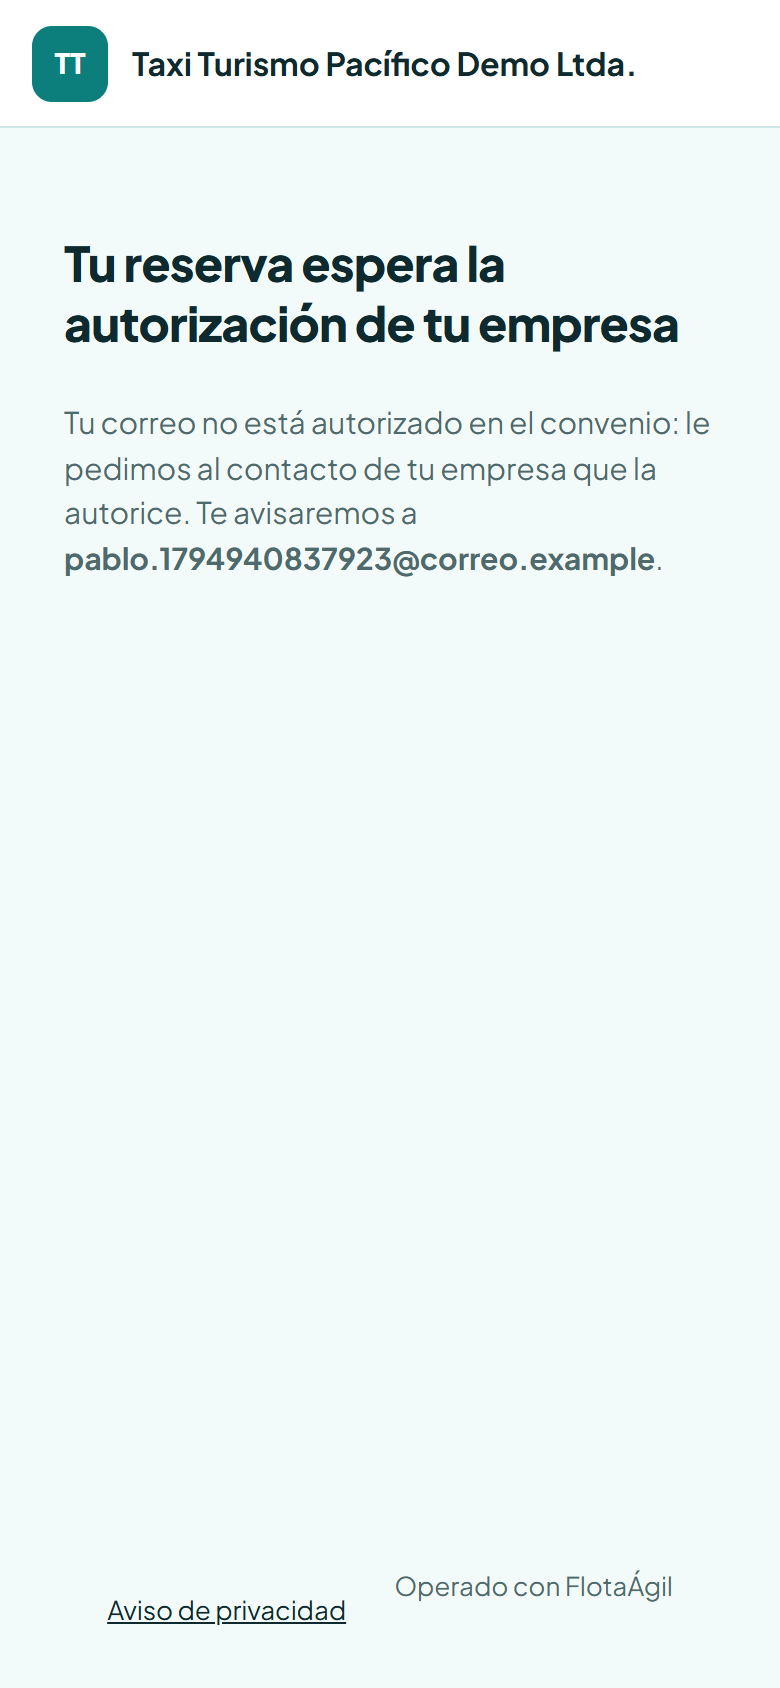 TT
Taxi Turismo Pacífico Demo Ltda.
Tu reserva espera la
autorización de tu empresa
Tu correo no está autorizado en el convenio: le
pedimos al contacto de tu empresa que la
autorice. Te avisaremos a
pablo.1794940837923@correo.example.
Aviso de privacidad
Operado con FlotaÁgil